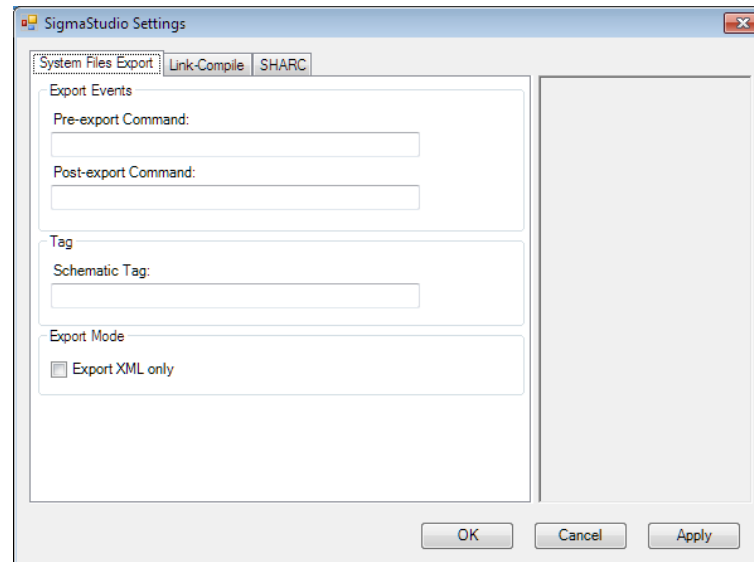 SigmaStudio Settings
System Files Export Link-Compile SHARC
Export Events
Pre-export Command:
Post-export Command:
Tag
Schematic Tag:
Export Mode
Export XML only
OK Cancel Apply